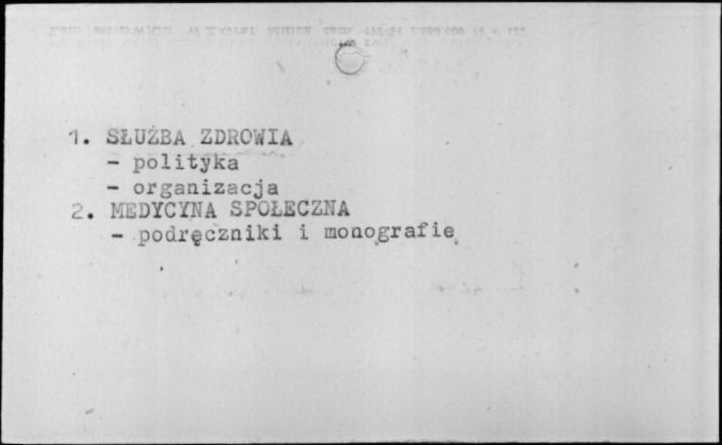 1. SŁUŻBA ZDROWIA
- polityka
- organizacja
2. MEDYCYNA SPOŁECZNA
- podręczniki i monografie